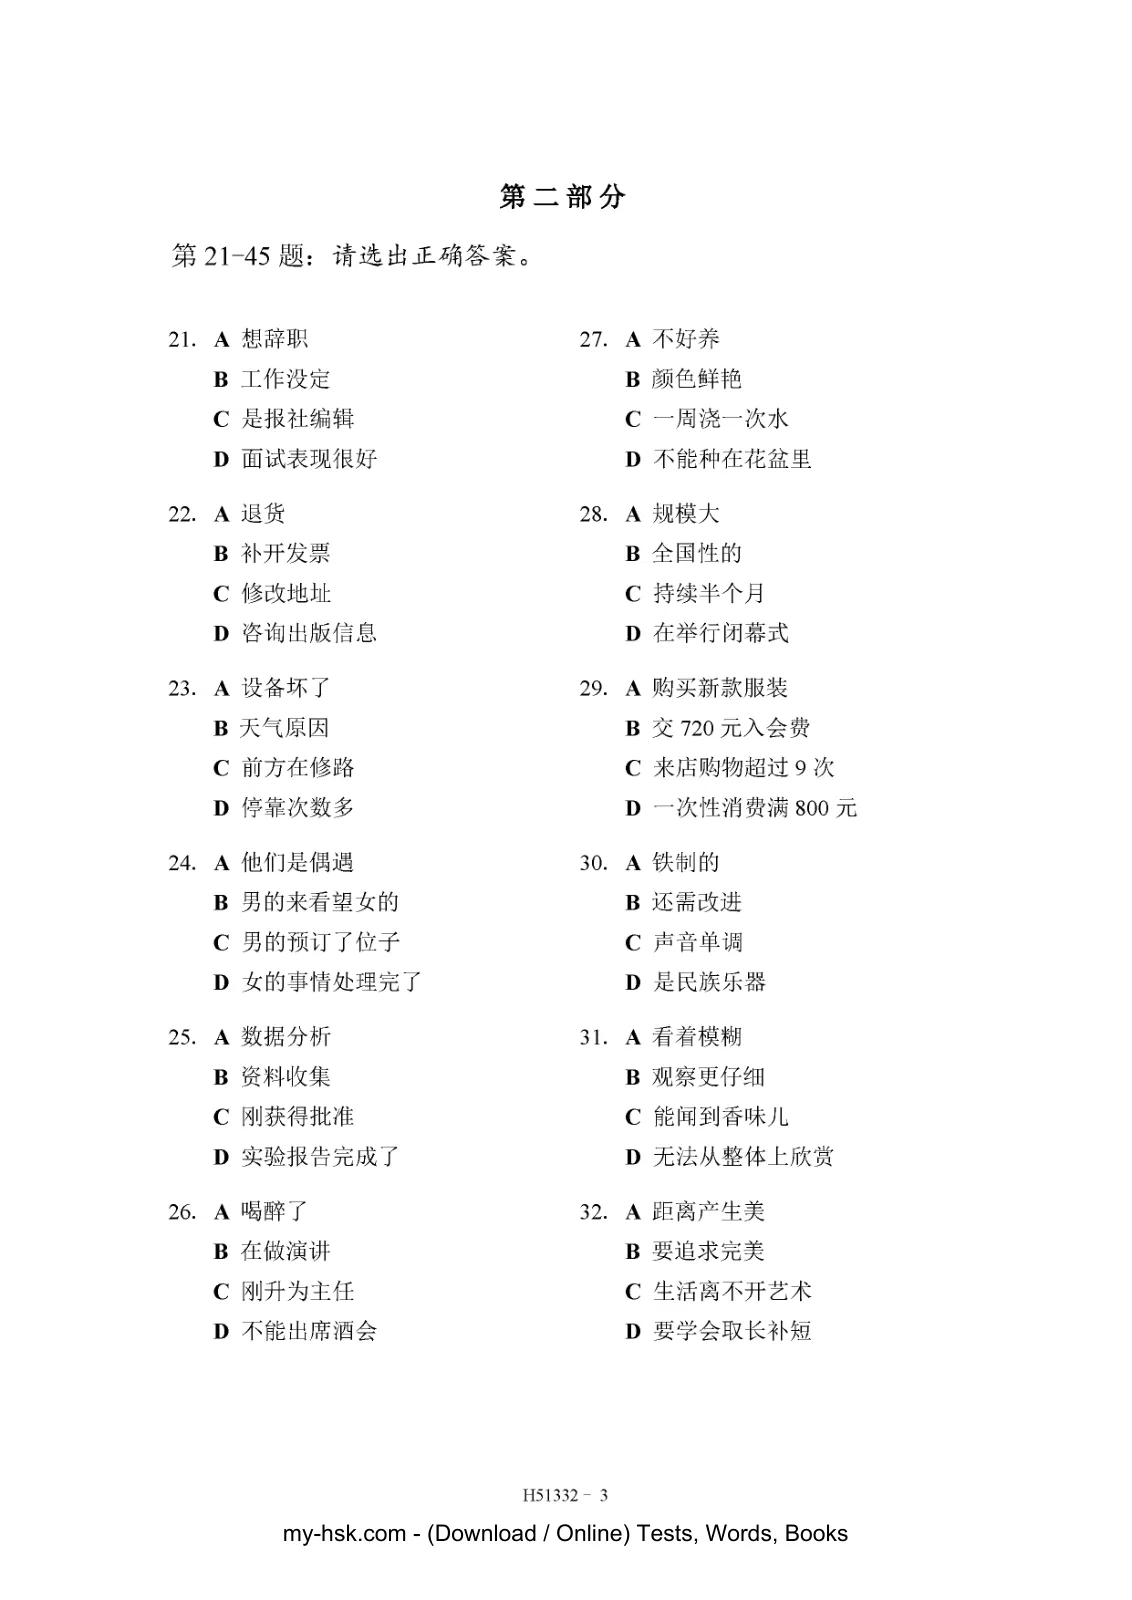 第二部分
第 21-45 题：请选出正确答案。
21. A 想辞职
B 工作没定
C 是报社编辑
D 面试表现很好
22. A 退货
B 补开发票
C 修改地址
D 咨询出版信息
23. A 设备坏了
B 天气原因
C 前方在修路
D 停靠次数多
24. A 他们是偶遇
B 男的来看望女的
C 男的预订了位子
D 女的事情处理完了
25. A 数据分析
B 资料收集
C 刚获得批准
D 实验报告完成了
26. A 喝醉了
B 在做演讲
C 刚升为主任
D 不能出席酒会
27. A 不好养
B 颜色鲜艳
C 一周浇一次水
D 不能种在花盆里
28. A 规模大
B 全国性的
C 持续半个月
D 在举行闭幕式
29. A 购买新款服装
B 交 720 元入会费
C 来店购物超过 9 次
D 一次性消费满 800 元
30. A 铁制的
B 还需改进
C 声音单调
D 是民族乐器
31. A 看着模糊
B 观察更仔细
C 能闻到香味儿
D 无法从整体上欣赏
32. A 距离产生美
B 要追求完美
C 生活离不开艺术
D 要学会取长补短
H51332 - 3
my-hsk.com - (Download / Online) Tests, Words, Books